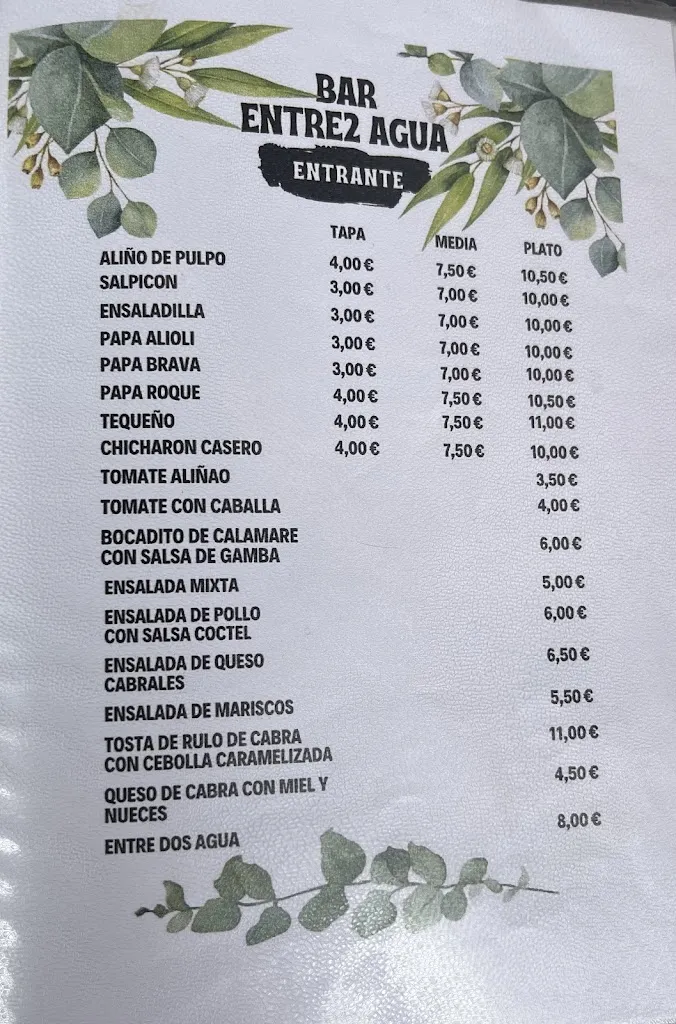 BAR
ENTRE2 AGUA
ENTRANTE
TAPA MEDIA PLATO
ALIÑO DE PULPO 4,00 € 7,50 € 10,50 €
SALPICON 3,00 € 7,00 € 10,00 €
ENSALADILLA 3,00 € 7,00 € 10,00 €
PAPA ALIOLI 3,00 € 7,00 € 10,00 €
PAPA BRAVA 3,00 € 7,00 € 10,00 €
PAPA ROQUE 4,00 € 7,50 € 10,50 €
TEQUEÑO 4,00 € 7,50 € 11,00 €
CHICHARON CASERO 4,00 € 7,50 € 10,00 €
TOMATE ALIÑAO 3,50 €
TOMATE CON CABALLA 4,00 €
BOCADITO DE CALAMARE
CON SALSA DE GAMBA 6,00 €
ENSALADA MIXTA 5,00 €
ENSALADA DE POLLO 6,00 €
CON SALSA COCTEL
ENSALADA DE QUESO 6,50 €
CABRALES
ENSALADA DE MARISCOS 5,50 €
TOSTA DE RULO DE CABRA 11,00 €
CON CEBOLLA CARAMELIZADA
QUESO DE CABRA CON MIEL Y 4,50 €
NUECES
ENTRE DOS AGUA 8,00 €